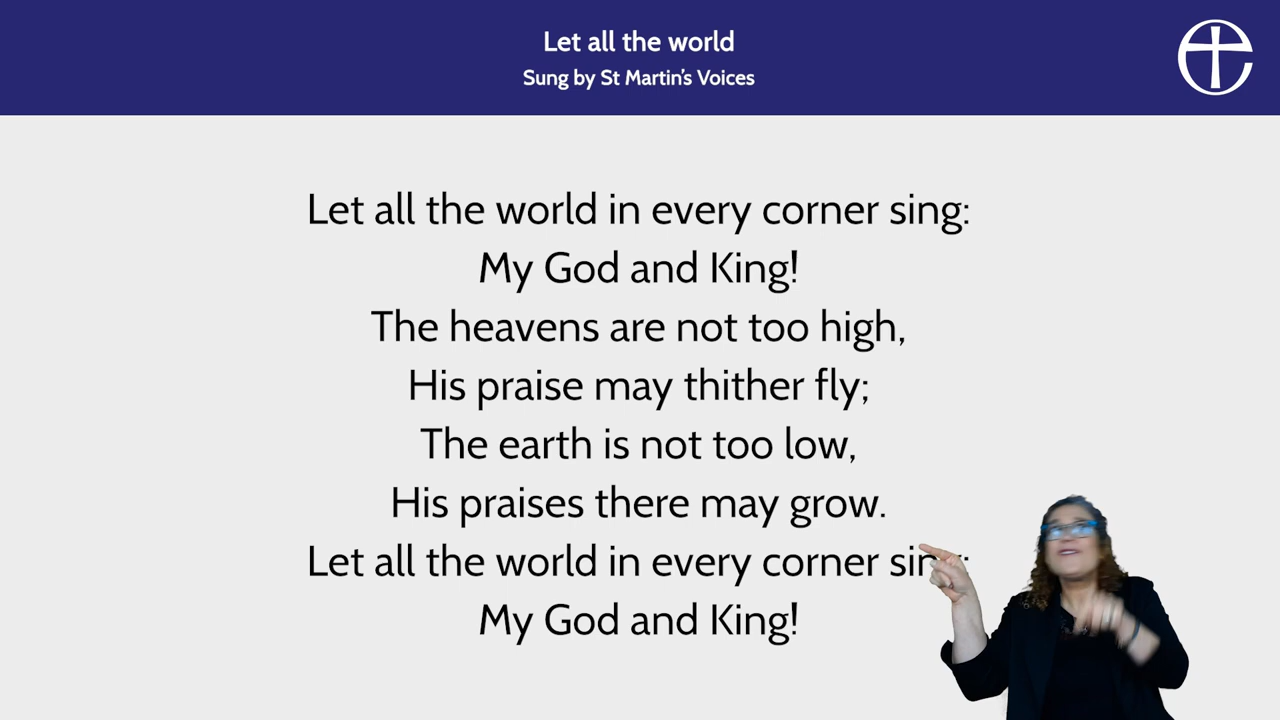 Let all the world
Sung by St Martin's Voices
Let all the world in every corner sing:
My God and King!
The heavens are not too high,
His praise may thither fly;
The earth is not too low,
His praises there may grow.
Let all the world in every corner sing:
My God and King!